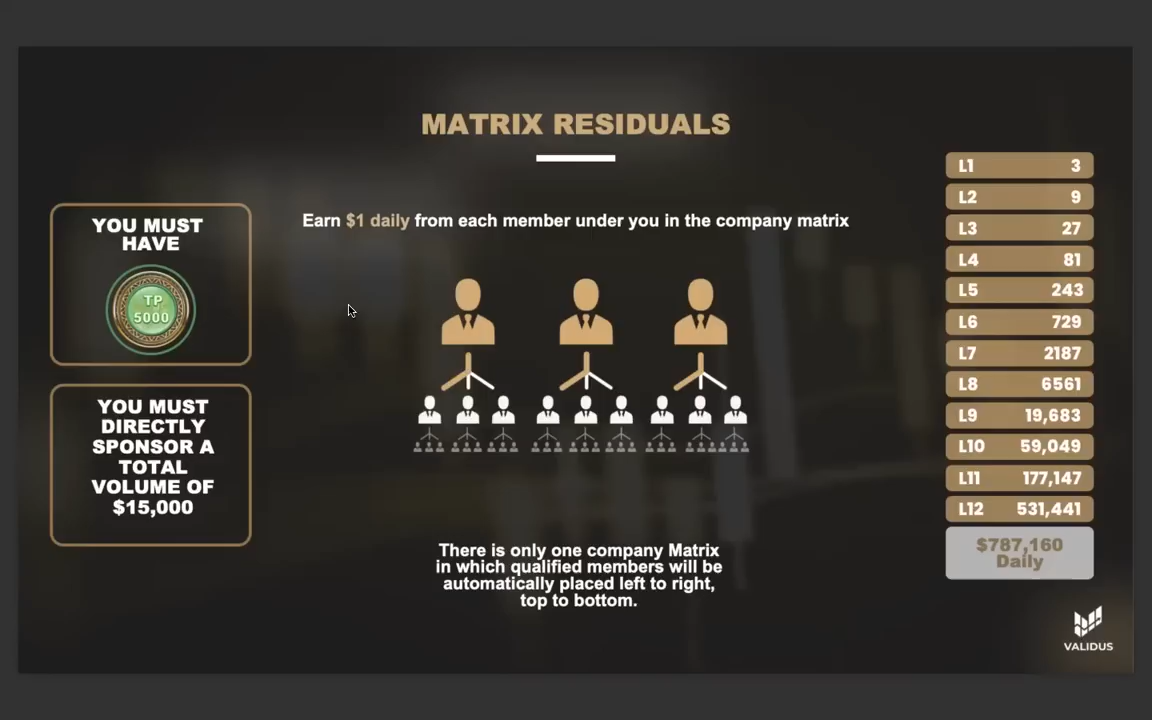 MATRIX RESIDUALS
Earn $1 daily from each member under you in the company matrix
YOU MUST
HAVE
TP
5000
YOU MUST
DIRECTLY
SPONSOR A
TOTAL
VOLUME OF
$15,000
There is only one company Matrix
in which qualified members will be
automatically placed left to right,
top to bottom.
L1 3
L2 9
L3 27
L4 81
L5 243
L6 729
L7 2187
L8 6561
L9 19,683
L10 59,049
L11 177,147
L12 531,441
$787,160
Daily
VALIDUS